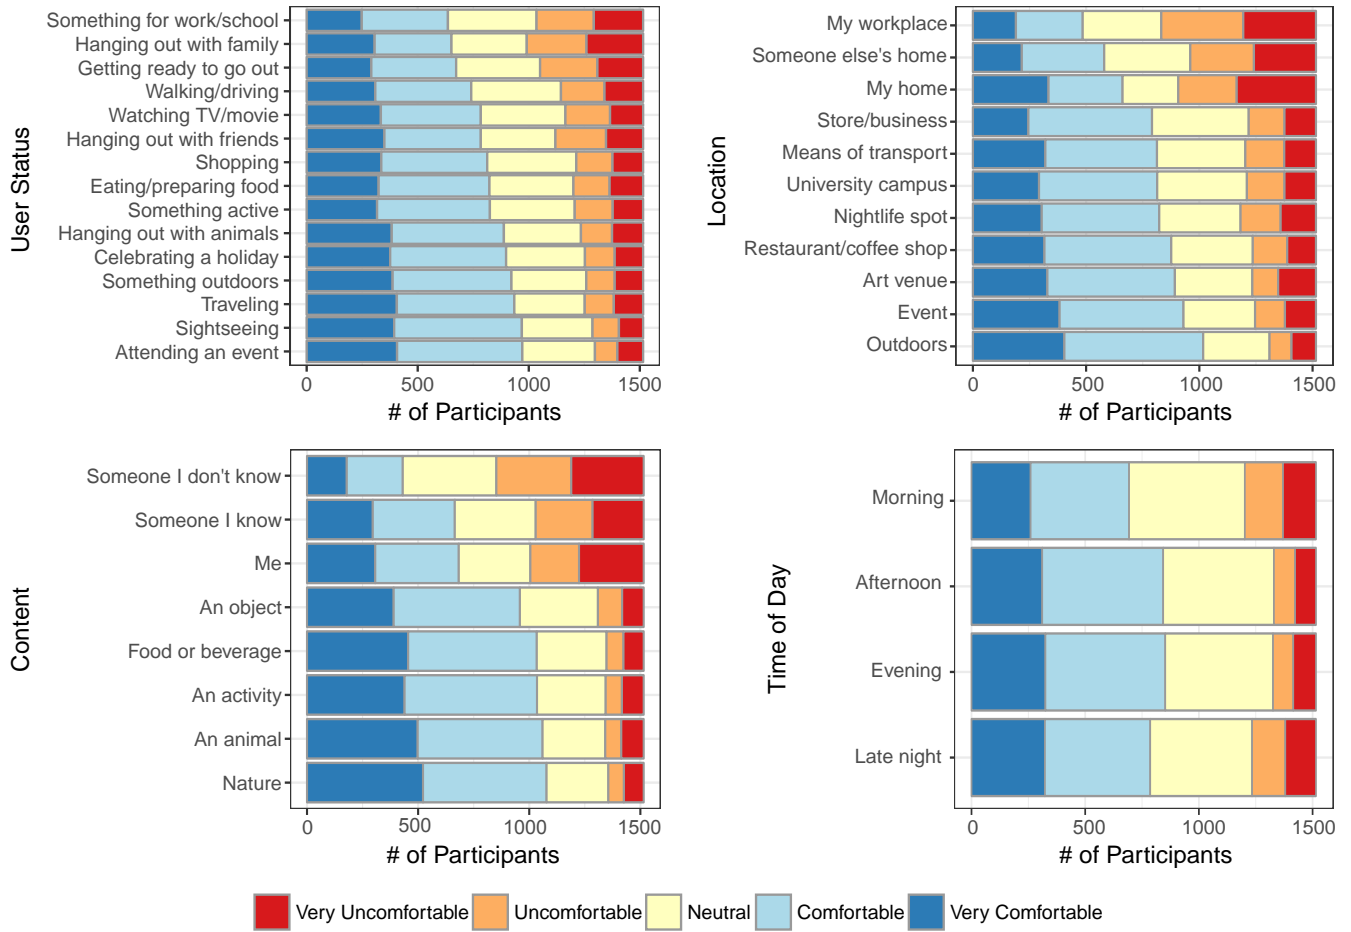 User Status
Something for work/school
Hanging out with family
Getting ready to go out
Walking/driving
Watching TV/movie
Hanging out with friends
Shopping
Eating/preparing food
Something active
Hanging out with animals
Celebrating a holiday
Something outdoors
Traveling
Sightseeing
Attending an event
0 500 1000 1500
# of Participants
Location
My workplace
Someone else's home
My home
Store/business
Means of transport
University campus
Nightlife spot
Restaurant/coffee shop
Art venue
Event
Outdoors
0 500 1000 1500
# of Participants
Content
Someone I don't know
Someone I know
Me
An object
Food or beverage
An activity
An animal
Nature
0 500 1000 1500
# of Participants
Time of Day
Morning
Afternoon
Evening
Late night
0 500 1000 1500
# of Participants
Very Uncomfortable Uncomfortable Neutral Comfortable Very Comfortable